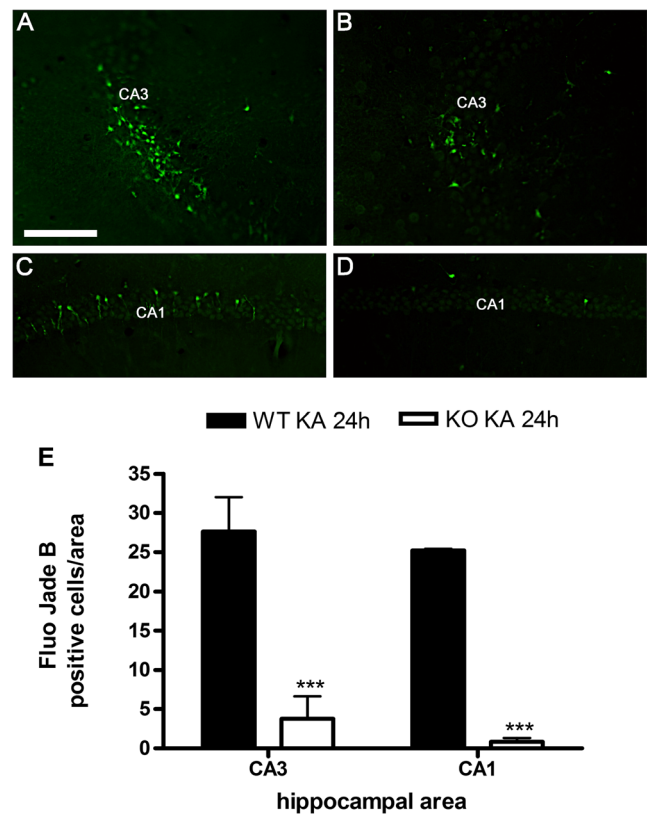 A
CA3
B
CA3
C
CA1
D
CA1
WT KA 24h
KO KA 24h
E
Fluo Jade B
positive cells/area
35
30
25
20
15
10
5
0
***
***
CA3
CA1
hippocampal area